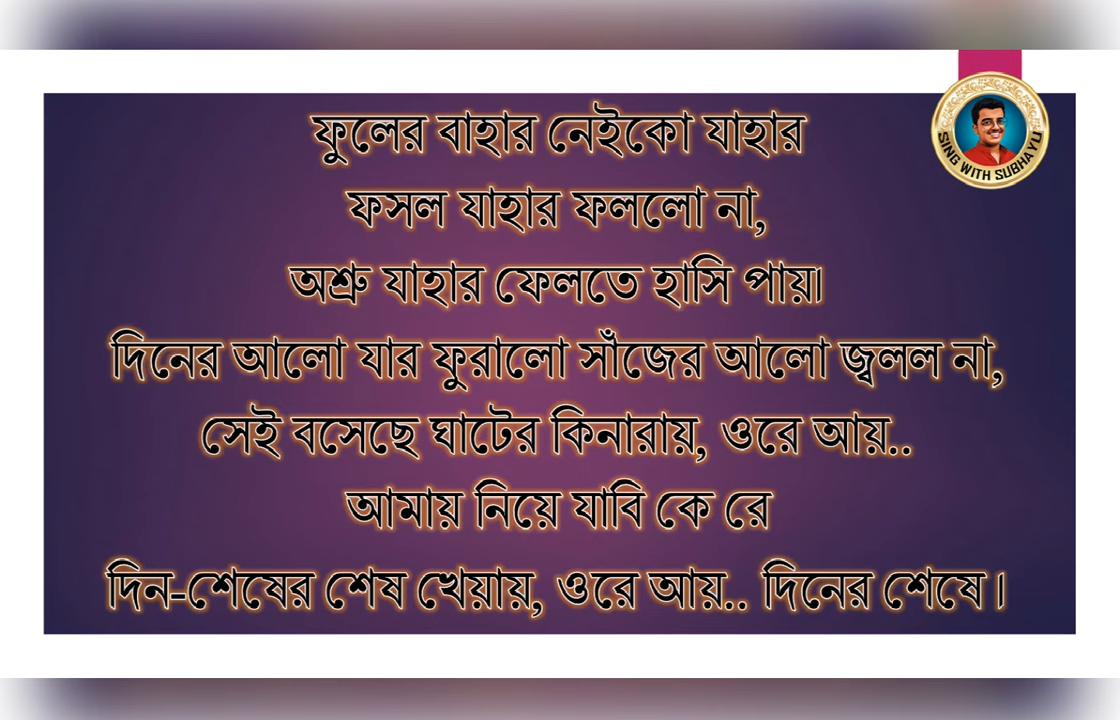 SING WITH SUBHAYU
ফুলের বাহার নেইকো যাহার
ফসল যাহার ফললো না,
অশ্রু যাহার ফেলতে হাসি পায়৷
দিনের আলো যার ফুরালো সাঁজের আলো জ্বলল না,
সেই বসেছে ঘাটের কিনারায়, ওরে আয়..
আমায় নিয়ে যাবি কে রে
দিন-শেষের শেষ খেয়ায়, ওরে আয়.. দিনের শেষে।